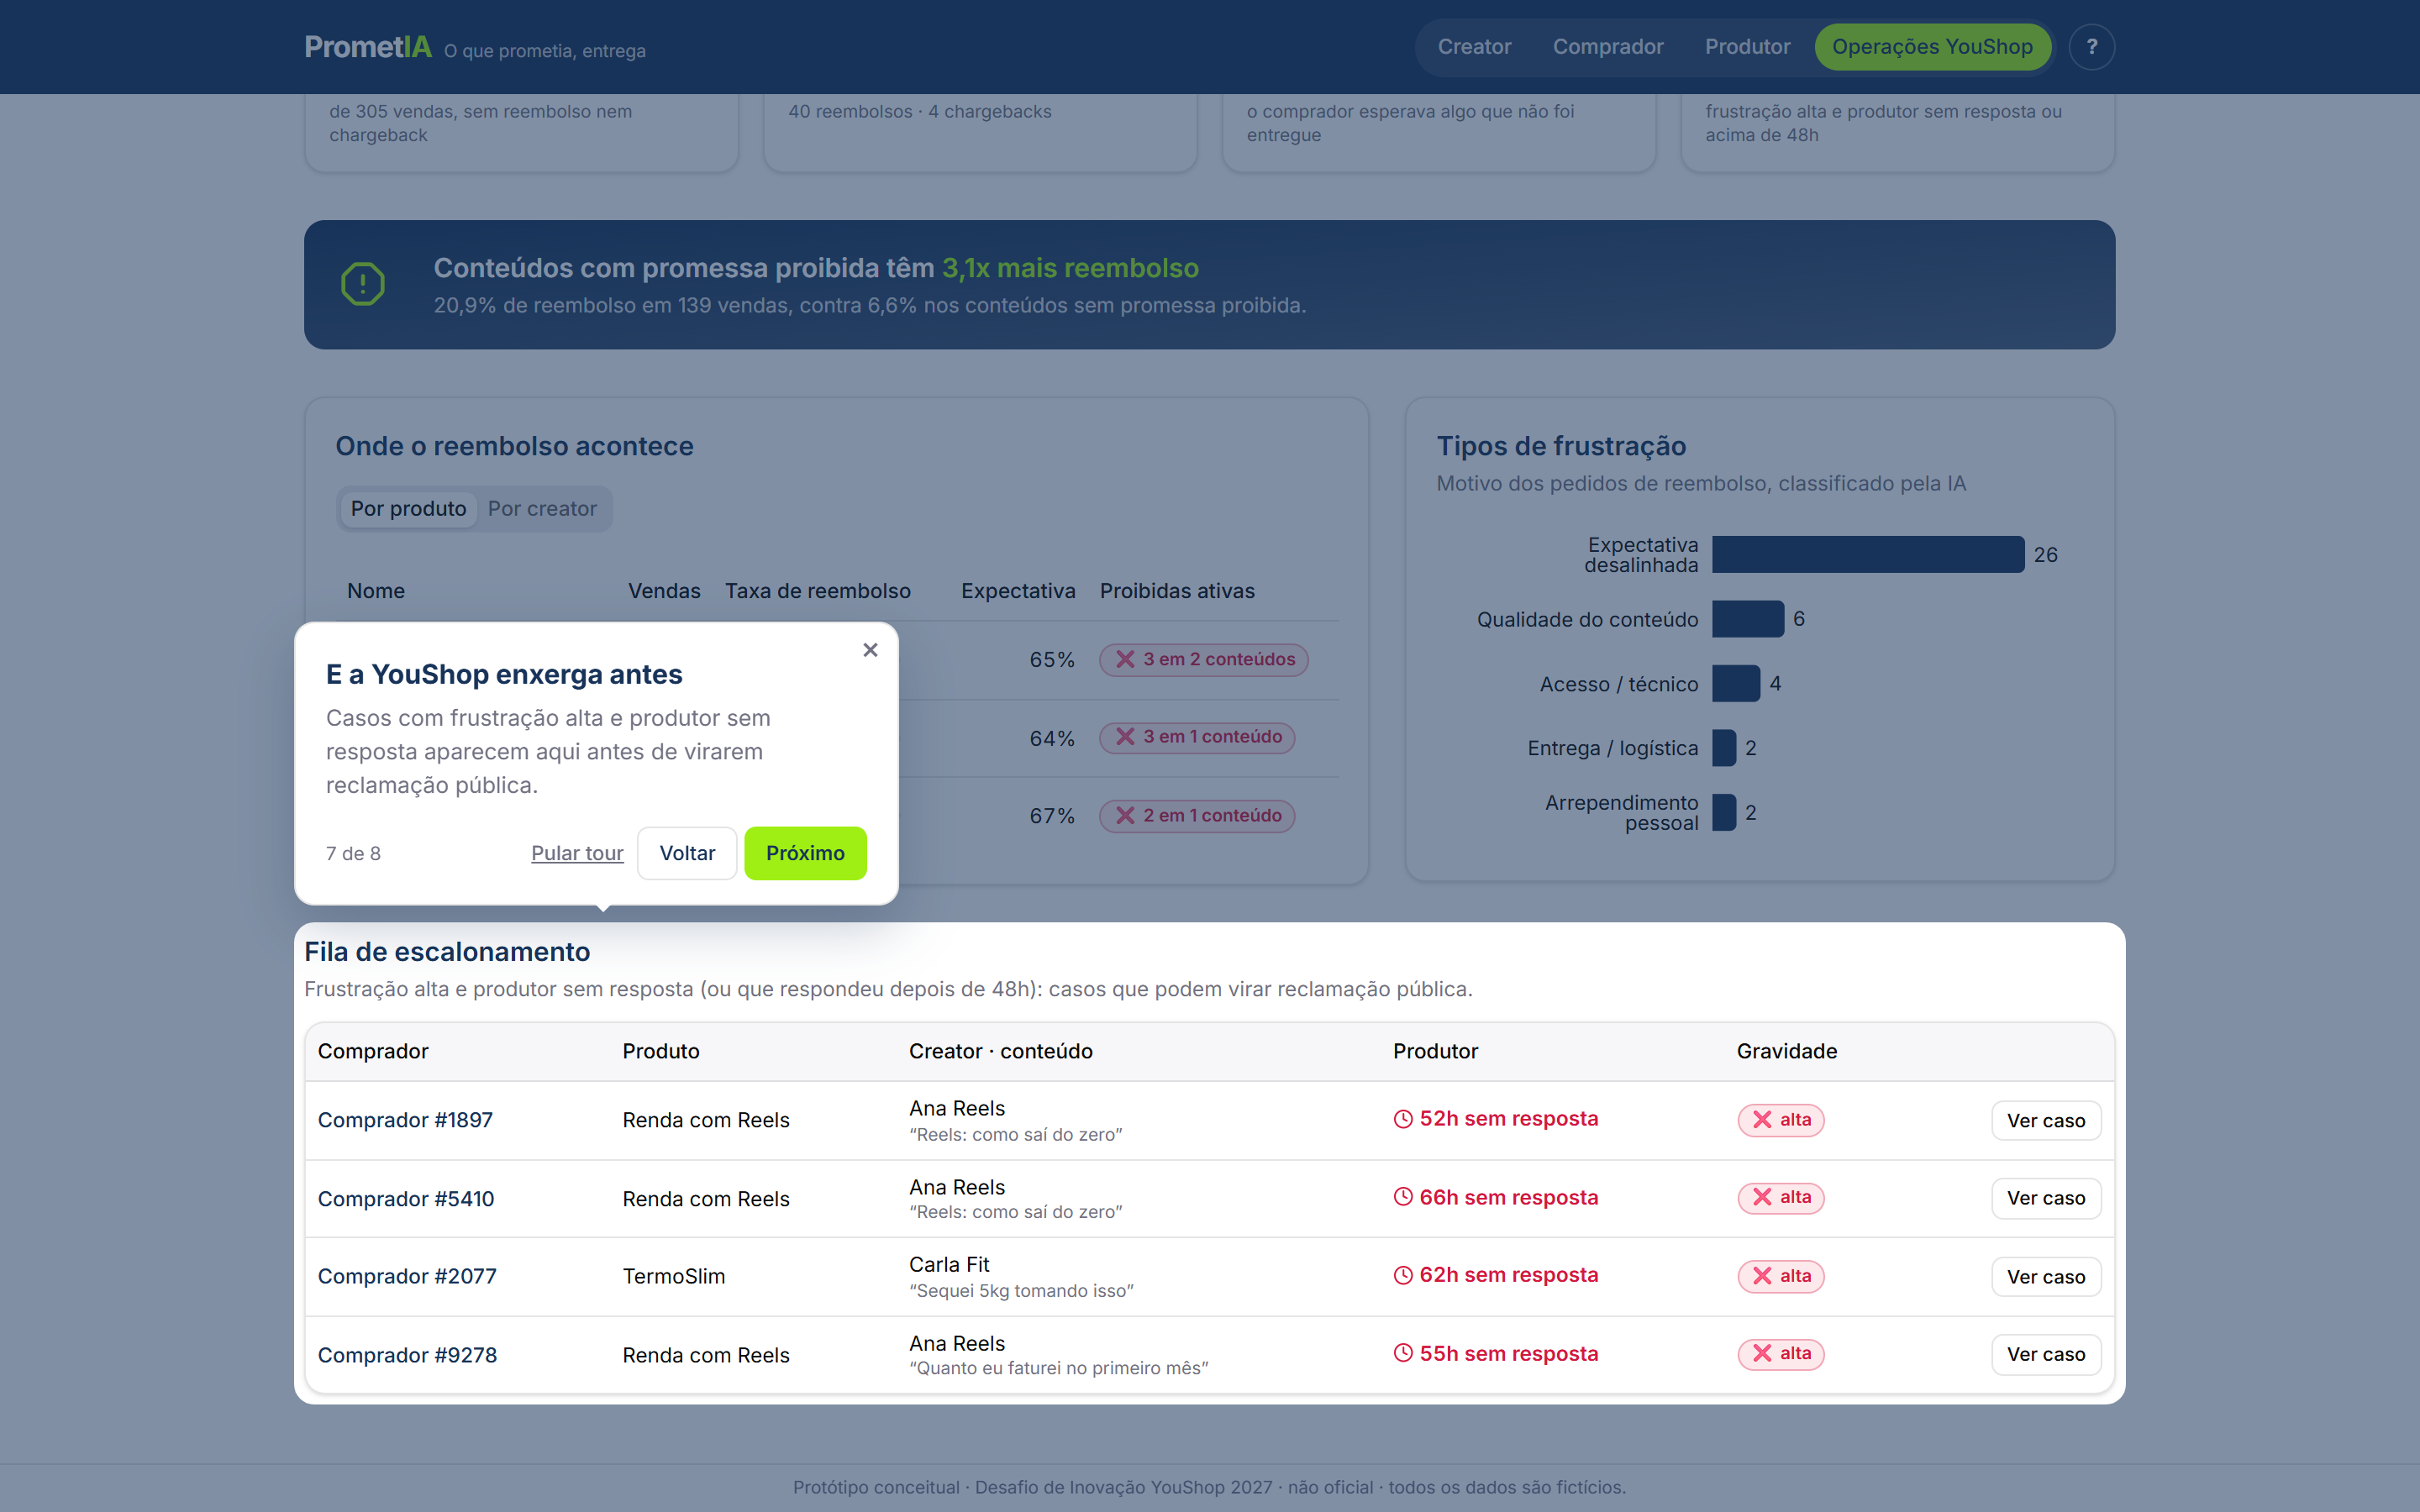 PrometIA O que prometia, entrega
Creator Comprador Produtor Operações YouShop ?
de 305 vendas, sem reembolso nem
chargeback
40 reembolsos · 4 chargebacks
o comprador esperava algo que não foi
entregue
frustração alta e produtor sem resposta ou
acima de 48h
Conteúdos com promessa proibida têm 3,1x mais reembolso
20,9% de reembolso em 139 vendas, contra 6,6% nos conteúdos sem promessa proibida.
Onde o reembolso acontece
Por produto Por creator
Nome Vendas Taxa de reembolso Expectativa Proibidas ativas
65% 3 em 2 conteúdos
64% 3 em 1 conteúdo
67% 2 em 1 conteúdo
Tipos de frustração
Motivo dos pedidos de reembolso, classificado pela IA
Expectativa
desalinhada 26
Qualidade do conteúdo 6
Acesso / técnico 4
Entrega / logística 2
Arrependimento
pessoal 2
E a YouShop enxerga antes
Casos com frustração alta e produtor sem
resposta aparecem aqui antes de virarem
reclamação pública.
7 de 8 Pular tour Voltar Próximo
Fila de escalonamento
Frustração alta e produtor sem resposta (ou que respondeu depois de 48h): casos que podem virar reclamação pública.
Comprador Produto Creator · conteúdo Produtor Gravidade
Comprador #1897 Renda com Reels Ana Reels 52h sem resposta alta Ver caso
“Reels: como saí do zero”
Comprador #5410 Renda com Reels Ana Reels 66h sem resposta alta Ver caso
“Reels: como saí do zero”
Comprador #2077 TermoSlim Carla Fit 62h sem resposta alta Ver caso
“Sequei 5kg tomando isso”
Comprador #9278 Renda com Reels Ana Reels 55h sem resposta alta Ver caso
“Quanto eu faturei no primeiro mês”
Protótipo conceitual · Desafio de Inovação YouShop 2027 · não oficial · todos os dados são fictícios.